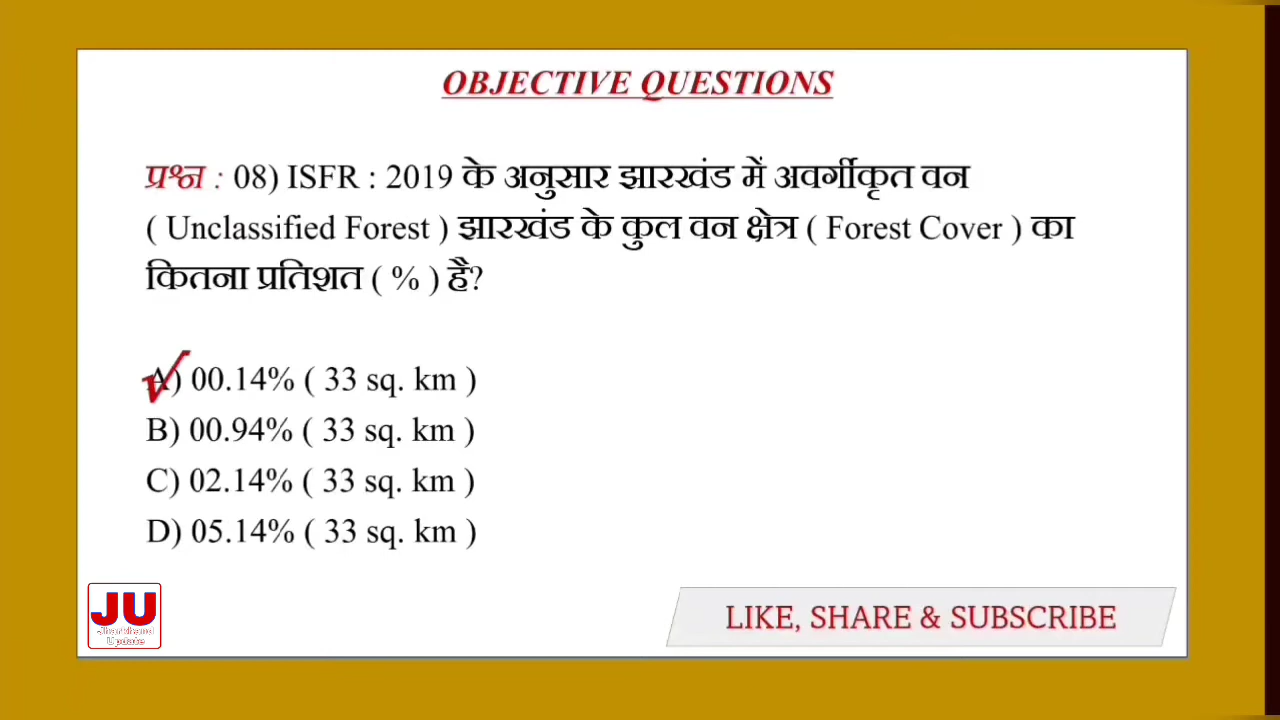 OBJECTIVE QUESTIONS
प्रश्न : 08) ISFR : 2019 के अनुसार झारखंड में अवर्गीकृत वन
( Unclassified Forest ) झारखंड के कुल वन क्षेत्र ( Forest Cover ) का
कितना प्रतिशत ( % ) है?
A) 00.14% ( 33 sq. km )
B) 00.94% ( 33 sq. km )
C) 02.14% ( 33 sq. km )
D) 05.14% ( 33 sq. km )
JU
Jharkhand
Update
LIKE, SHARE & SUBSCRIBE